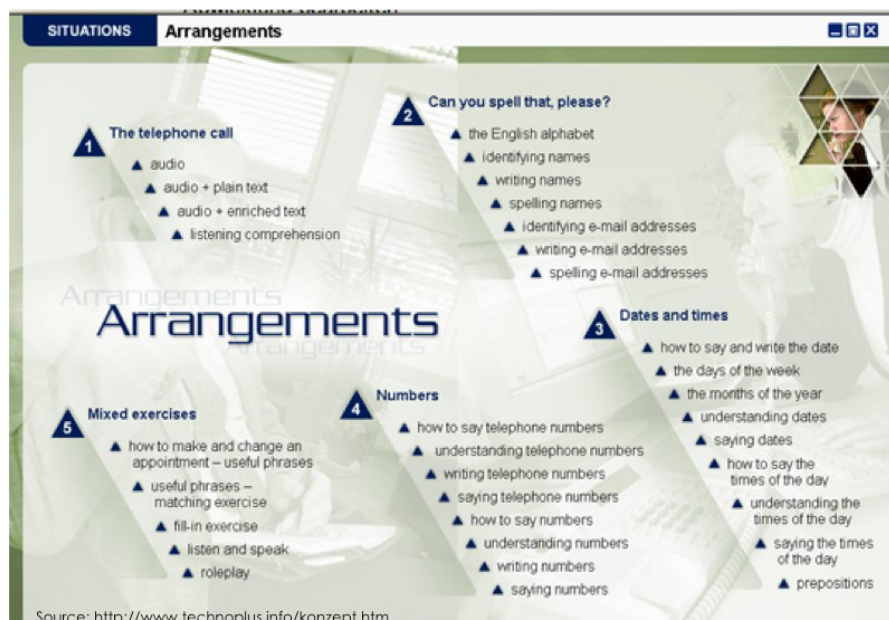 SITUATIONS
Arrangements
1
The telephone call
audio
audio + plain text
audio + enriched text
listening comprehension
2
Can you spell that, please?
the English alphabet
identifying names
writing names
spelling names
identifying e-mail addresses
writing e-mail addresses
spelling e-mail addresses
Arrangements
Arrangements
Arrangements
3
Dates and times
how to say and write the date
the days of the week
the months of the year
understanding dates
saying dates
how to say the
times of the day
understanding the
times of the day
saying the times
of the day
prepositions
4
Numbers
how to say telephone numbers
understanding telephone numbers
writing telephone numbers
saying telephone numbers
how to say numbers
understanding numbers
writing numbers
saying numbers
5
Mixed exercises
how to make and change an
appointment – useful phrases
useful phrases –
matching exercise
fill-in exercise
listen and speak
roleplay
Source: http://www.technoplus.info/konzept.htm